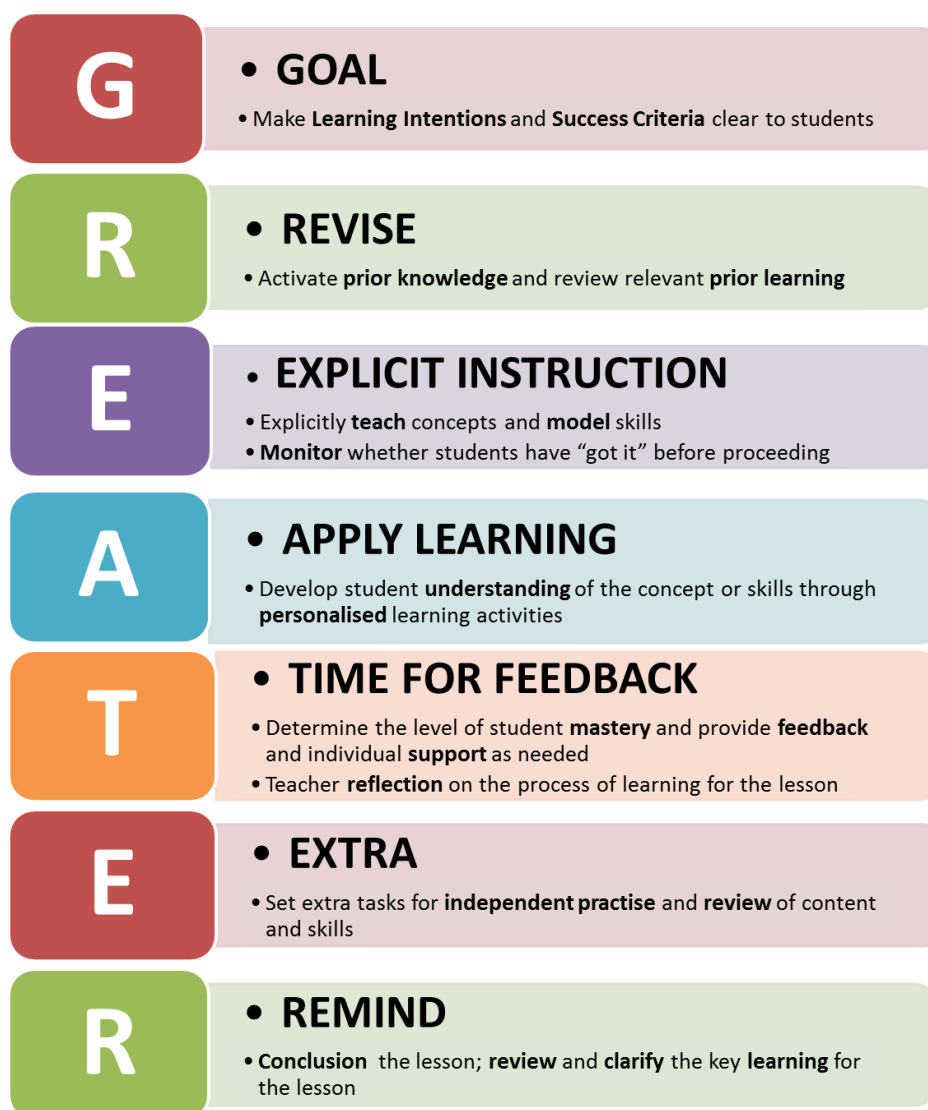 G
• GOAL
• Make Learning Intentions and Success Criteria clear to students
R
• REVISE
• Activate prior knowledge and review relevant prior learning
E
• EXPLICIT INSTRUCTION
• Explicitly teach concepts and model skills
• Monitor whether students have “got it” before proceeding
A
• APPLY LEARNING
• Develop student understanding of the concept or skills through
personalised learning activities
T
• TIME FOR FEEDBACK
• Determine the level of student mastery and provide feedback
and individual support as needed
• Teacher reflection on the process of learning for the lesson
E
• EXTRA
• Set extra tasks for independent practise and review of content
and skills
R
• REMIND
• Conclusion the lesson; review and clarify the key learning for
the lesson